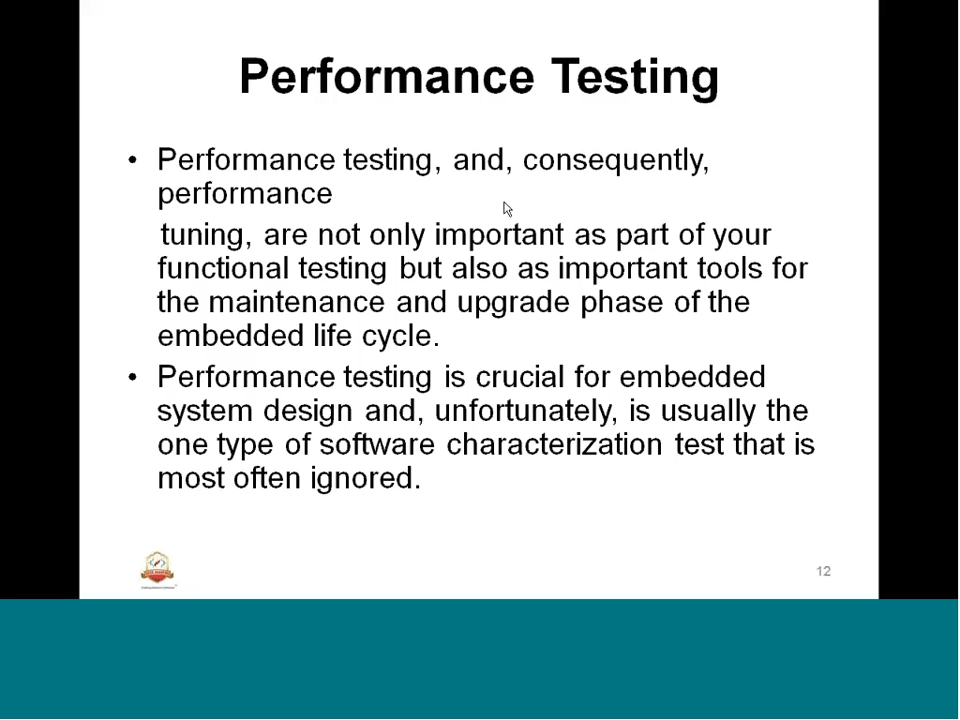 Performance Testing
• Performance testing, and, consequently,
performance
tuning, are not only important as part of your
functional testing but also as important tools for
the maintenance and upgrade phase of the
embedded life cycle.
• Performance testing is crucial for embedded
system design and, unfortunately, is usually the
one type of software characterization test that is
most often ignored.
12